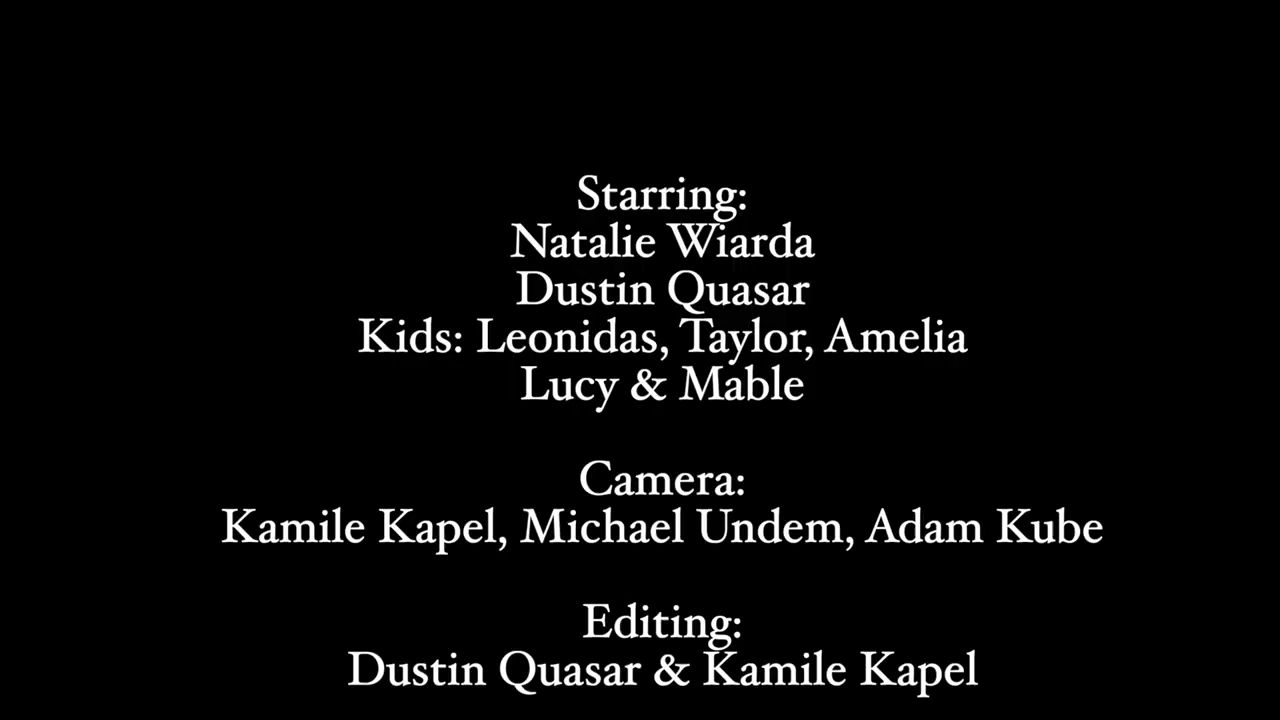 Starring:
Natalie Wiarda
Dustin Quasar
Kids: Leonidas, Taylor, Amelia
Lucy & Mable
Camera:
Kamile Kapel, Michael Undem, Adam Kube
Editing:
Dustin Quasar & Kamile Kapel